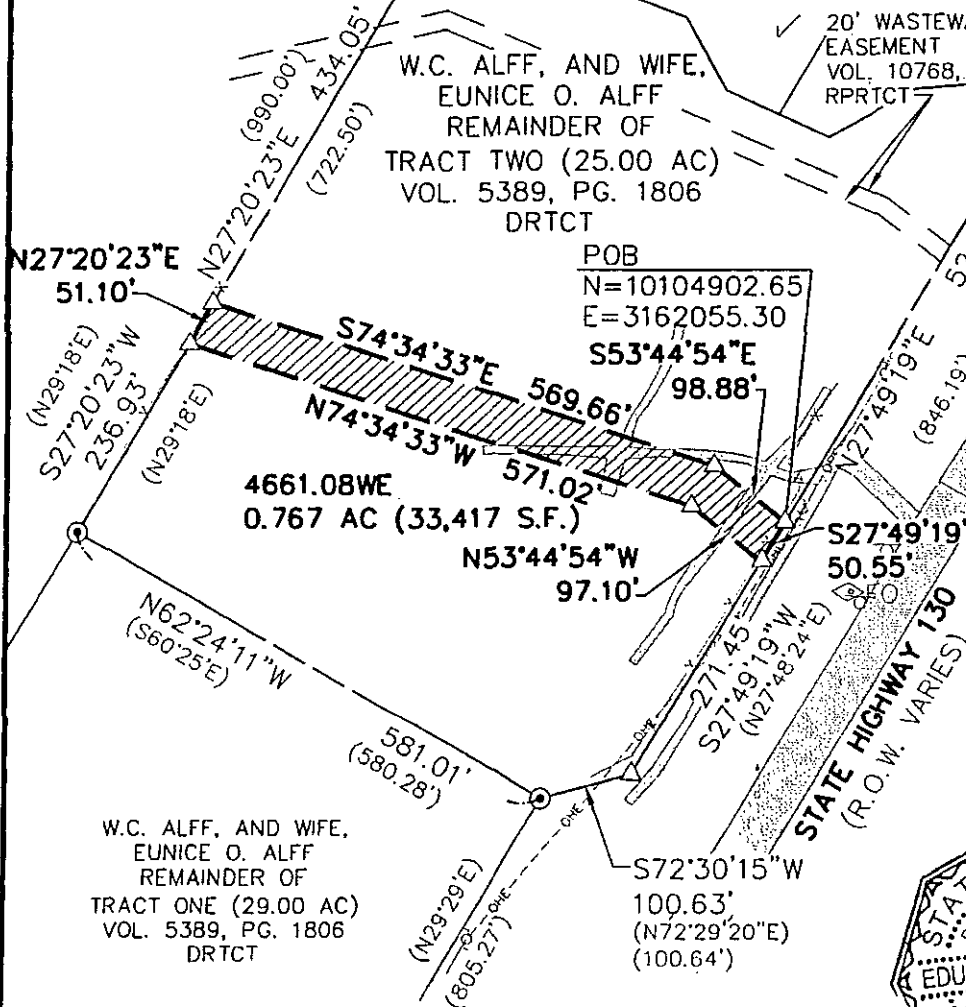 20' WASTEW
EASEMENT
VOL. 10768,
RPRTCT
(990.00')
434.05'
N27°20'23"E
(722.50')
W.C. ALFF, AND WIFE,
EUNICE O. ALFF
REMAINDER OF
TRACT TWO (25.00 AC)
VOL. 5389, PG. 1806
DRTCT
POB
N=10104902.65
E=3162055.30
N27°20'23"E
51.10'
S74°34'33"E
569.66'
S53°44'54"E
98.88'
N27°49'19"E
(846.19')
(N29°18'E)
S27°20'23"W
236.93'
(N29°18'E)
N74°34'33"W
571.02'
4661.08WE
0.767 AC (33,417 S.F.)
N53°44'54"W
97.10'
S27°49'19"
50.55'
EO
N62°24'11"W
(S60°25'E)
581.01'
(580.28')
271.45'
S27°49'19"W
(N27°48'24"E)
STATE HIGHWAY 130
(R.O.W. VARIES)
OHE
OHE
OHE
W.C. ALFF, AND WIFE,
EUNICE O. ALFF
REMAINDER OF
TRACT ONE (29.00 AC)
VOL. 5389, PG. 1806
DRTCT
(N29°29'E)
(805.27')
S72°30'15"W
100.63'
(N72°29'20"E)
(100.64')
STAT
EDU